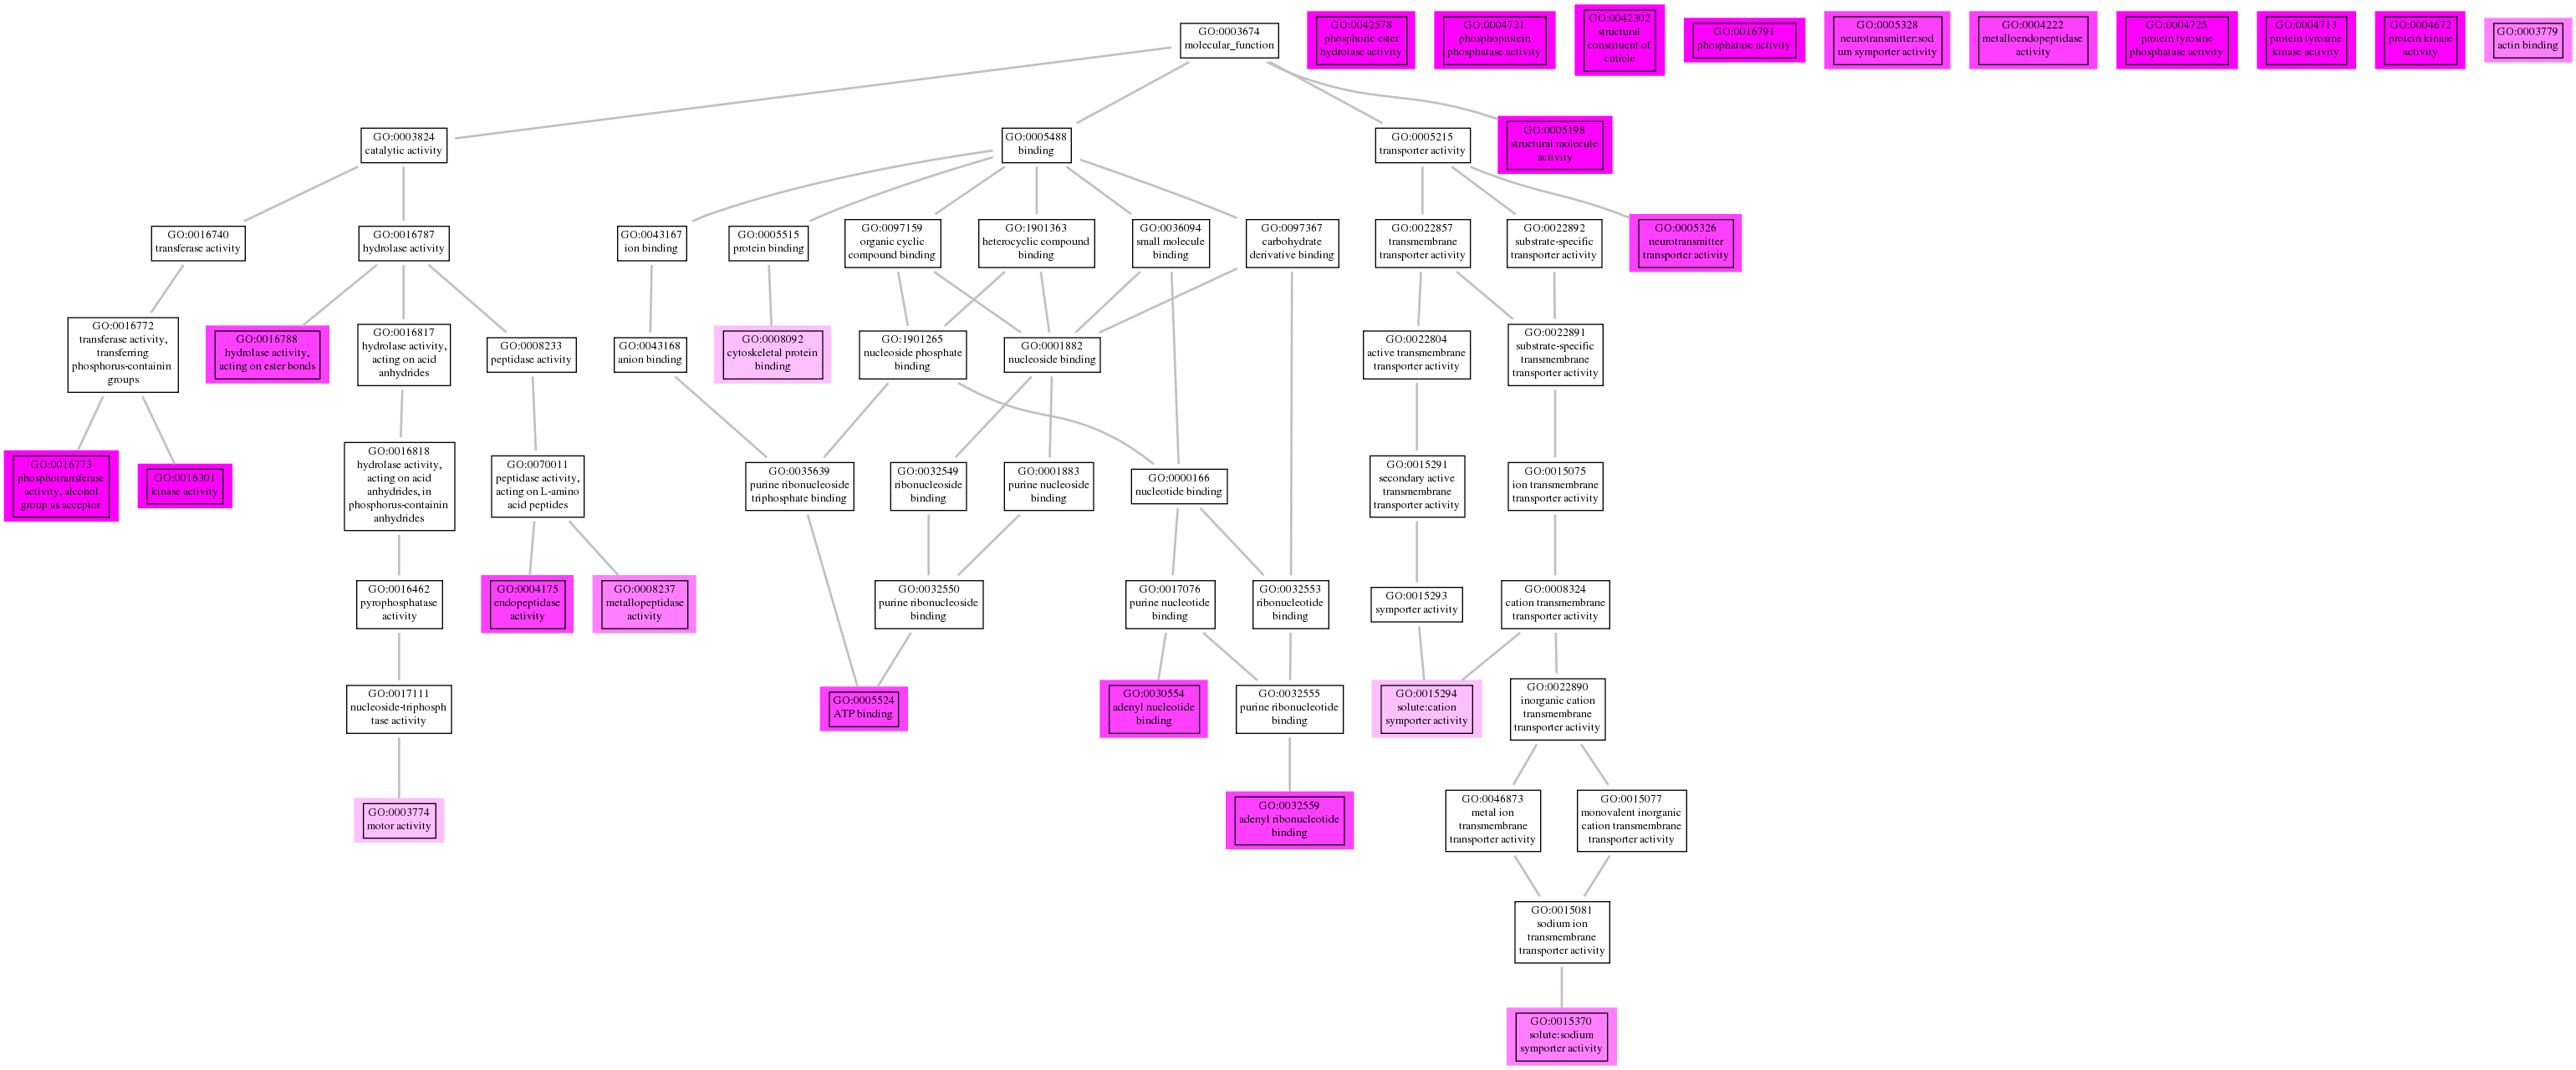 GO:0003674
molecular_function
GO:0042578
phosphoric ester
hydrolase activity
GO:0004721
phosphoprotein
phosphatase activity
GO:0042302
structural
constituent of
cuticle
GO:0016791
phosphatase activity
GO:0005328
neurotransmitter:sod
um symporter activity
GO:0004222
metalloendopeptidase
activity
GO:0004725
protein tyrosine
phosphatase activity
GO:0004713
protein tyrosine
kinase activity
GO:0004672
protein kinase
activity
GO:0003779
actin binding
GO:0003824
catalytic activity
GO:0005488
binding
GO:0005215
transporter activity
GO:0005198
structural molecule
activity
GO:0016740
transferase activity
GO:0016787
hydrolase activity
GO:0043167
ion binding
GO:0005515
protein binding
GO:0097159
organic cyclic
compound binding
GO:1901363
heterocyclic compound
binding
GO:0036094
small molecule
binding
GO:0097367
carbohydrate
derivative binding
GO:0022857
transmembrane
transporter activity
GO:0022892
substrate-specific
transporter activity
GO:0005326
neurotransmitter
transporter activity
GO:0016772
transferase activity,
transferring
phosphorus-containin
groups
GO:0016788
hydrolase activity,
acting on ester bonds
GO:0016817
hydrolase activity,
acting on acid
anhydrides
GO:0008233
peptidase activity
GO:0043168
anion binding
GO:0008092
cytoskeletal protein
binding
GO:1901265
nucleoside phosphate
binding
GO:0001882
nucleoside binding
GO:0022804
active transmembrane
transporter activity
GO:0022891
substrate-specific
transmembrane
transporter activity
GO:0016773
phosphotransferase
activity, alcohol
group as acceptor
GO:0016301
kinase activity
GO:0016818
hydrolase activity,
acting on acid
anhydrides, in
phosphorus-containin
anhydrides
GO:0070011
peptidase activity,
acting on L-amino
acid peptides
GO:0035639
purine ribonucleoside
triphosphate binding
GO:0032549
ribonucleoside
binding
GO:0001883
purine nucleoside
binding
GO:0000166
nucleotide binding
GO:0015291
secondary active
transmembrane
transporter activity
GO:0015075
ion transmembrane
transporter activity
GO:0016462
pyrophosphatase
activity
GO:0004175
endopeptidase
activity
GO:0008237
metallopeptidase
activity
GO:0032550
purine ribonucleoside
binding
GO:0017076
purine nucleotide
binding
GO:0032553
ribonucleotide
binding
GO:0015293
symporter activity
GO:0008324
cation transmembrane
transporter activity
GO:0017111
nucleoside-triphosph
tase activity
GO:0005524
ATP binding
GO:0030554
adenyl nucleotide
binding
GO:0032555
purine ribonucleotide
binding
GO:0015294
solute:cation
symporter activity
GO:0022890
inorganic cation
transmembrane
transporter activity
GO:0003774
motor activity
GO:0032559
adenyl ribonucleotide
binding
GO:0046873
metal ion
transmembrane
transporter activity
GO:0015077
monovalent inorganic
cation transmembrane
transporter activity
GO:0015081
sodium ion
transmembrane
transporter activity
GO:0015370
solute:sodium
symporter activity